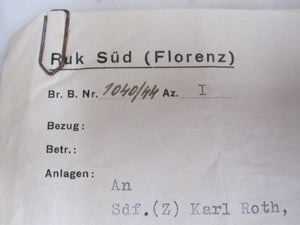 Ruk Süd (Florenz)
Br. B. Nr. 1040/44 Az. I
Bezug:
Betr.:
Anlagen:
An
Sdf.(Z) Karl Roth,